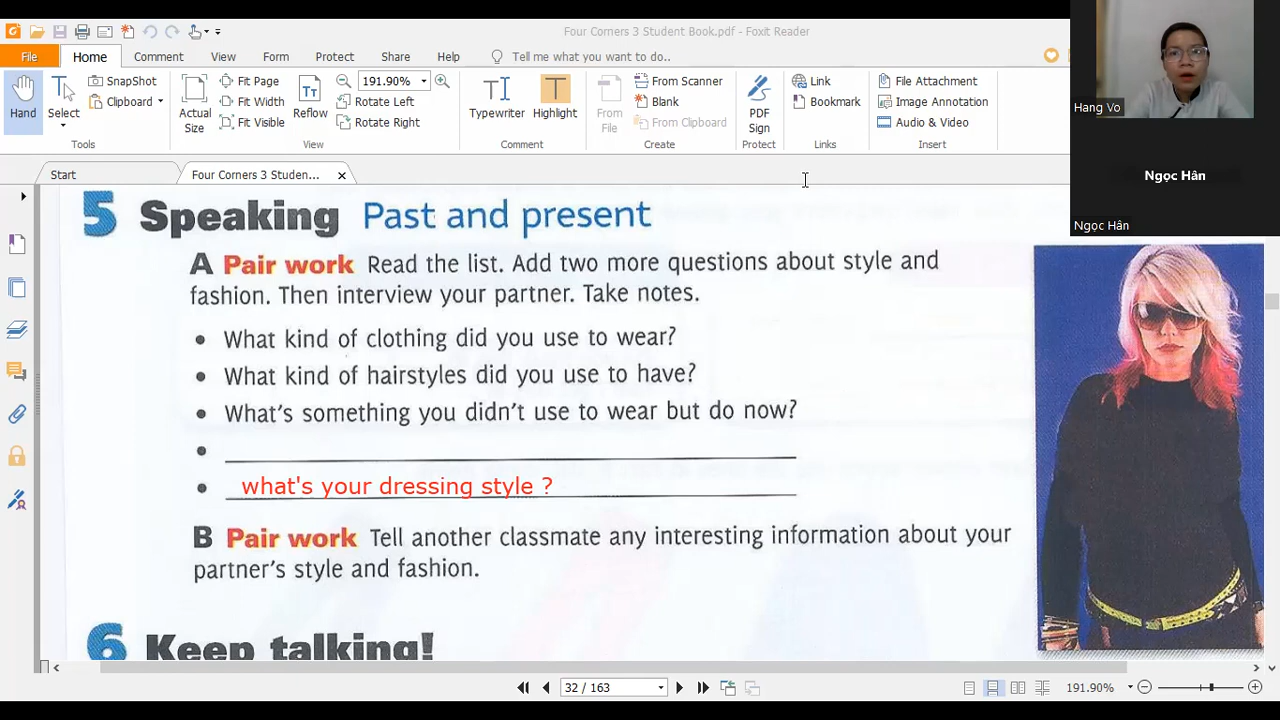 Four Corners 3 Student Book.pdf - Foxit Reader
File Home Comment View Form Protect Share Help Tell me what you want to do..
Hand
Select
SnapShot
Clipboard
Tools
Actual Size
Fit Page
Fit Width
Fit Visible
Reflow
191.90%
Rotate Left
Rotate Right
View
Typewriter
Highlight
Comment
From File
From Scanner
Blank
From Clipboard
Create
PDF Sign
Protect
Link
Bookmark
Links
File Attachment
Image Annotation
Audio & Video
Insert
Hang Vo
Ngọc Hân
Ngọc Hân
Start
Four Corners 3 Studen...
5 Speaking Past and present
A Pair work Read the list. Add two more questions about style and
fashion. Then interview your partner. Take notes.
• What kind of clothing did you use to wear?
• What kind of hairstyles did you use to have?
• What's something you didn't use to wear but do now?
•
• what's your dressing style ?
B Pair work Tell another classmate any interesting information about your
partner's style and fashion.
6 Keep talking!
32 / 163
191.90%